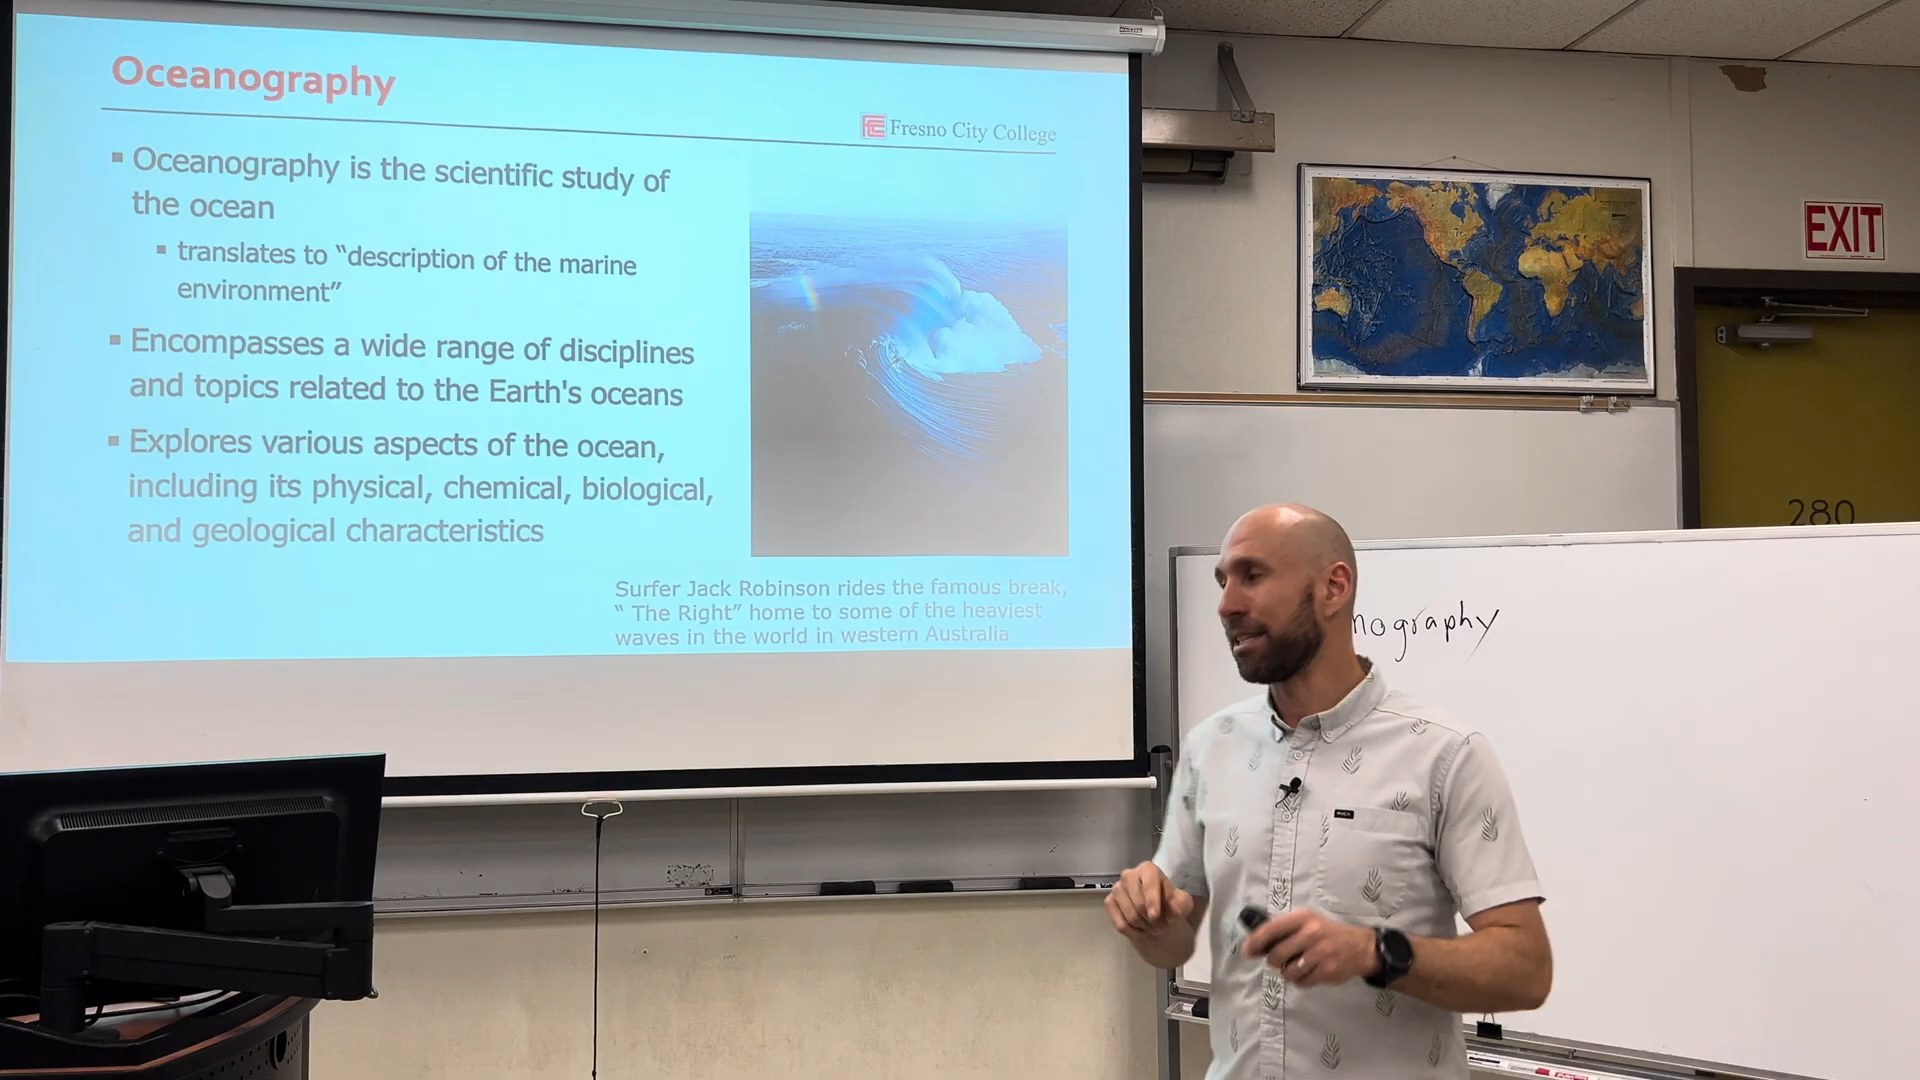 Oceanography
Fresno City College
▪ Oceanography is the scientific study of
the ocean
▪ translates to “description of the marine
environment”
▪ Encompasses a wide range of disciplines
and topics related to the Earth's oceans
▪ Explores various aspects of the ocean,
including its physical, chemical, biological,
and geological characteristics
Surfer Jack Robinson rides the famous break,
“ The Right” home to some of the heaviest
waves in the world in western Australia
EXIT
280
nography